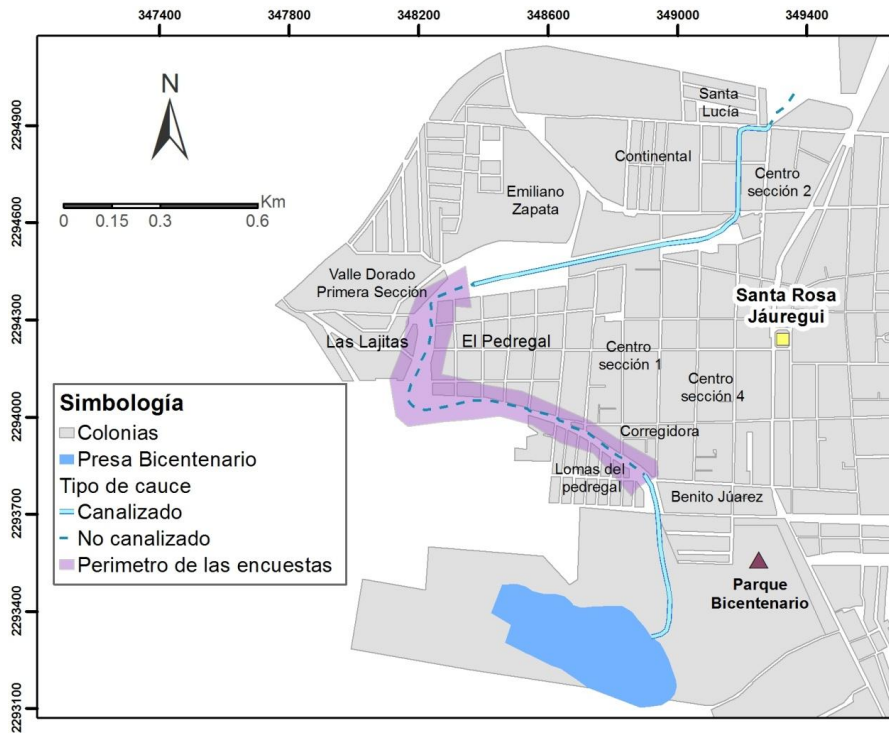 347400 347800 348200 348600 349000 349400
2294900
2294600
2294300
2294000
2293700
2293400
2293100
N
Km
0 0.15 0.3 0.6
Santa
Lucía
Continental
Centro
sección 2
Emiliano
Zapata
Valle Dorado
Primera Sección
Santa Rosa
Jáuregui
Las Lajitas
El Pedregal
Centro
sección 1
Centro
sección 4
Corregidora
Lomas del
pedregal
Benito Júarez
Parque
Bicentenario
Simbología
Colonias
Presa Bicentenario
Tipo de cauce
Canalizado
No canalizado
Perimetro de las encuestas